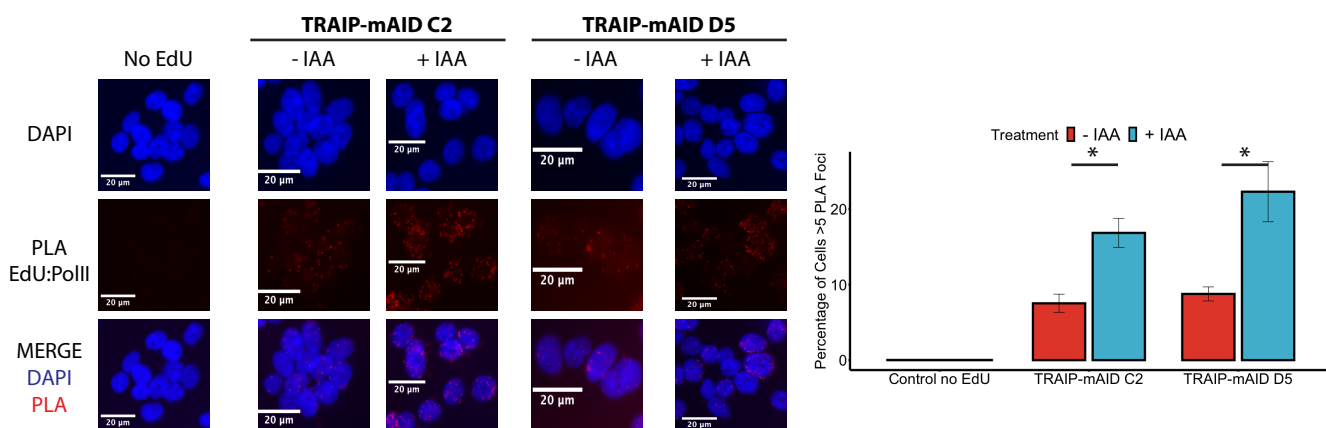 TRAIP-mAID C2 TRAIP-mAID D5
No EdU - IAA + IAA - IAA + IAA
DAPI
20 µm 20 µm 20 µm 20 µm 20 µm
PLA
EdU:PolII
20 µm 20 µm 20 µm 20 µm 20 µm
MERGE
DAPI
PLA
20 µm 20 µm 20 µm 20 µm 20 µm
Treatment - IAA + IAA
* *
Percentage of Cells >5 PLA Foci
20
10
0
Control no EdU TRAIP-mAID C2 TRAIP-mAID D5